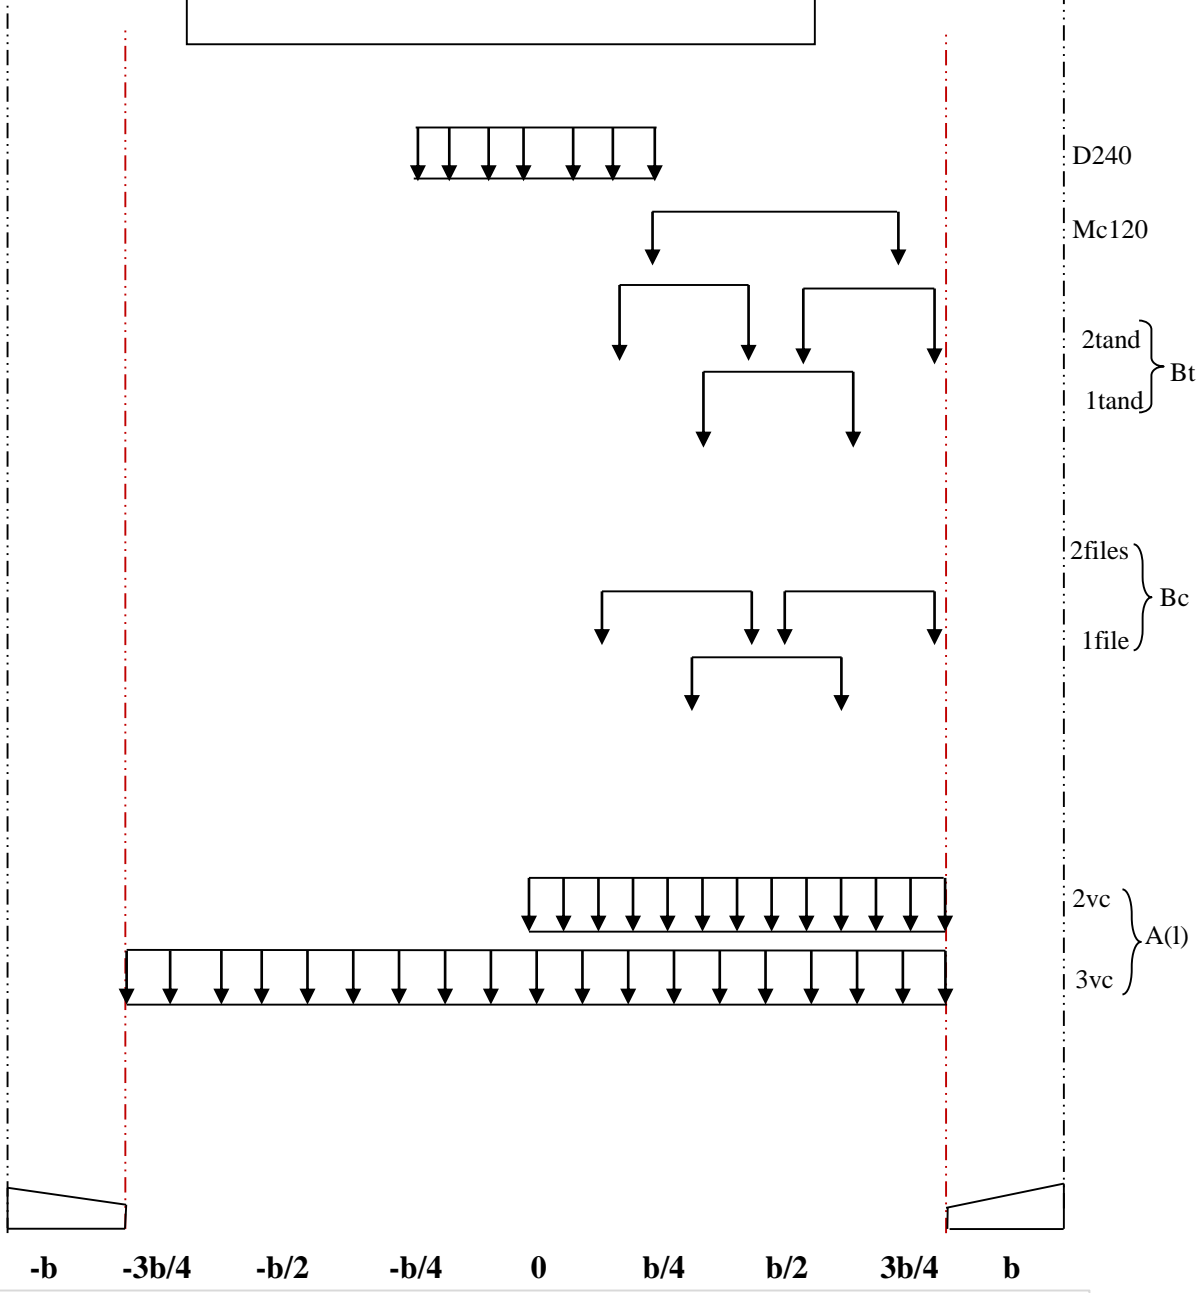 D240
Mc120
2tand
Bt
1tand
2files
Bc
1file
2vc
A(l)
3vc
-b -3b/4 -b/2 -b/4 0 b/4 b/2 3b/4 b